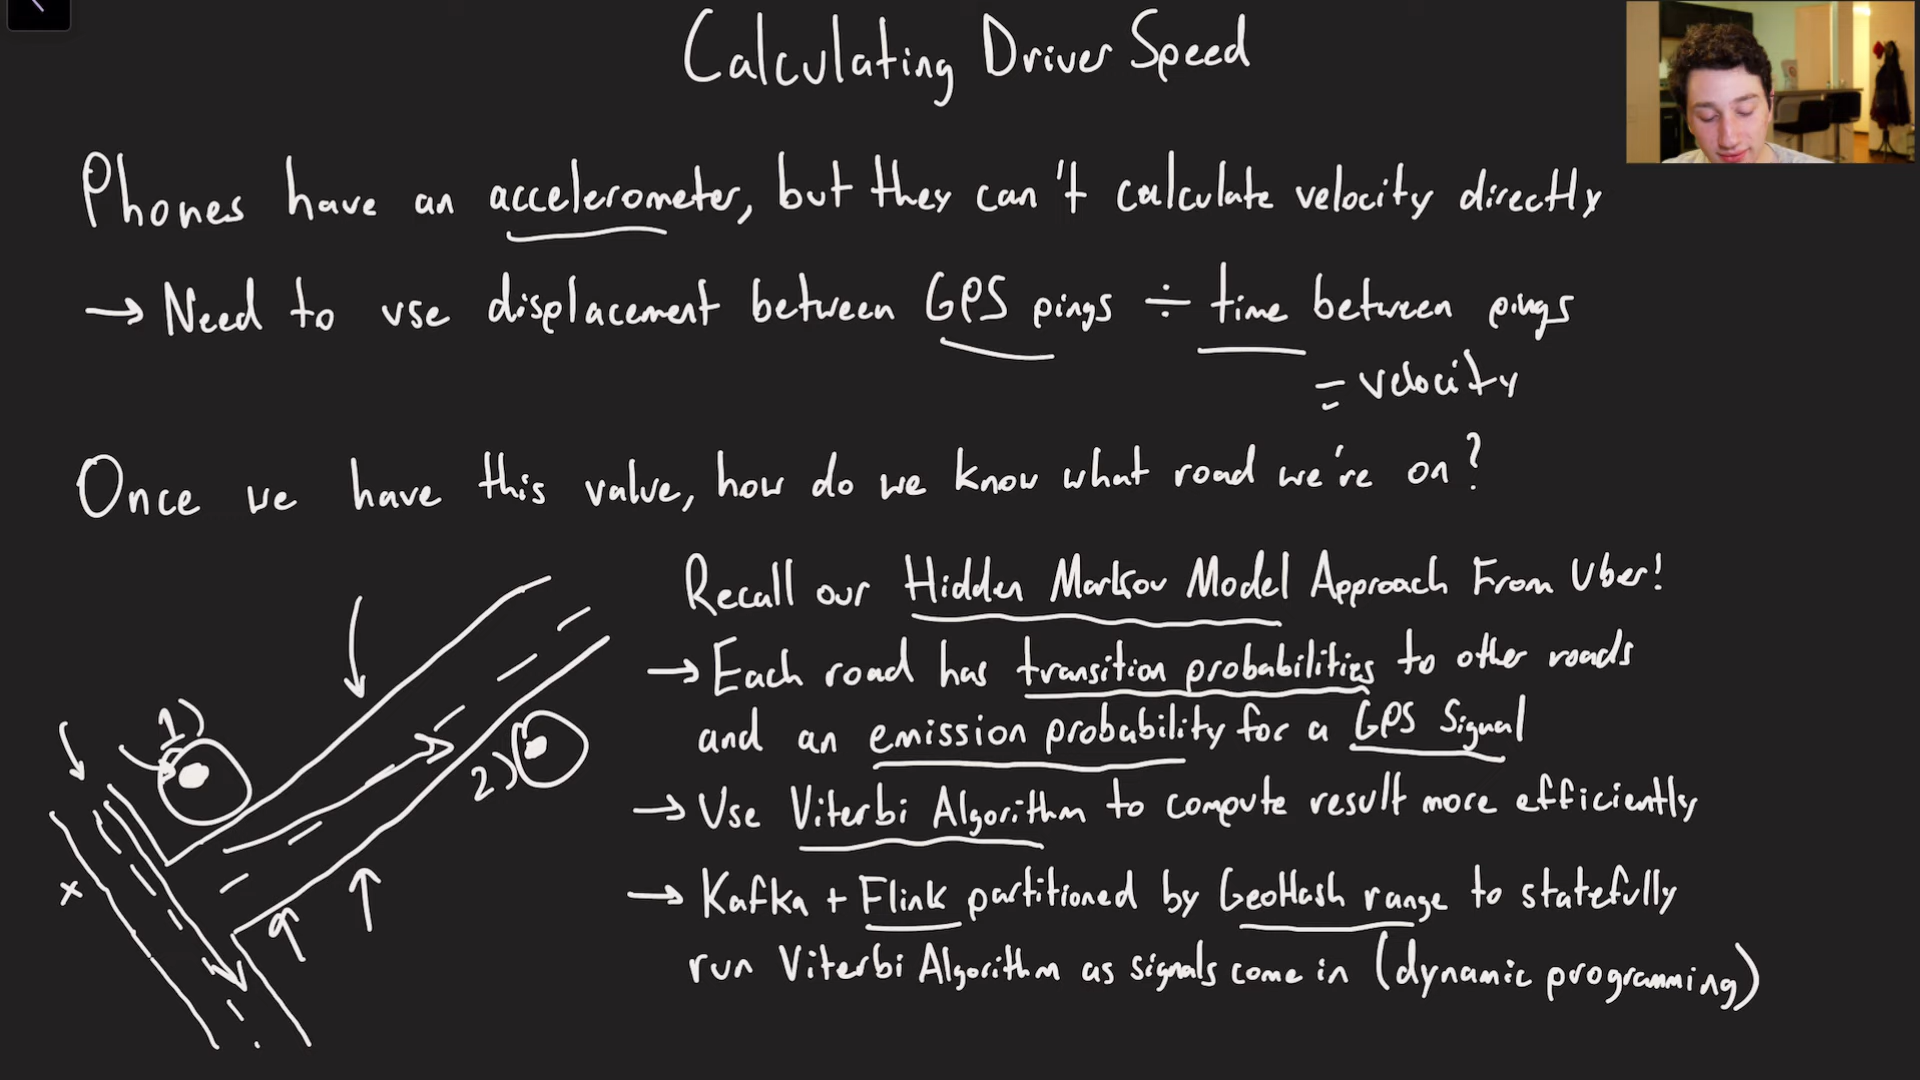 Calculating Driver Speed
Phones have an accelerometer, but they can't calculate velocity directly
→ Need to use displacement between GPS pings ÷ time between pings
= velocity
Once we have this value, how do we know what road we're on?
Recall our Hidden Markov Model Approach From Uber!
→ Each road has transition probabilities to other roads
and an emission probability for a GPS Signal
→ Use Viterbi Algorithm to compute result more efficiently
→ Kafka + Flink partitioned by GeoHash range to statefully
run Viterbi Algorithm as signals come in (dynamic programming)
1)
2)
x